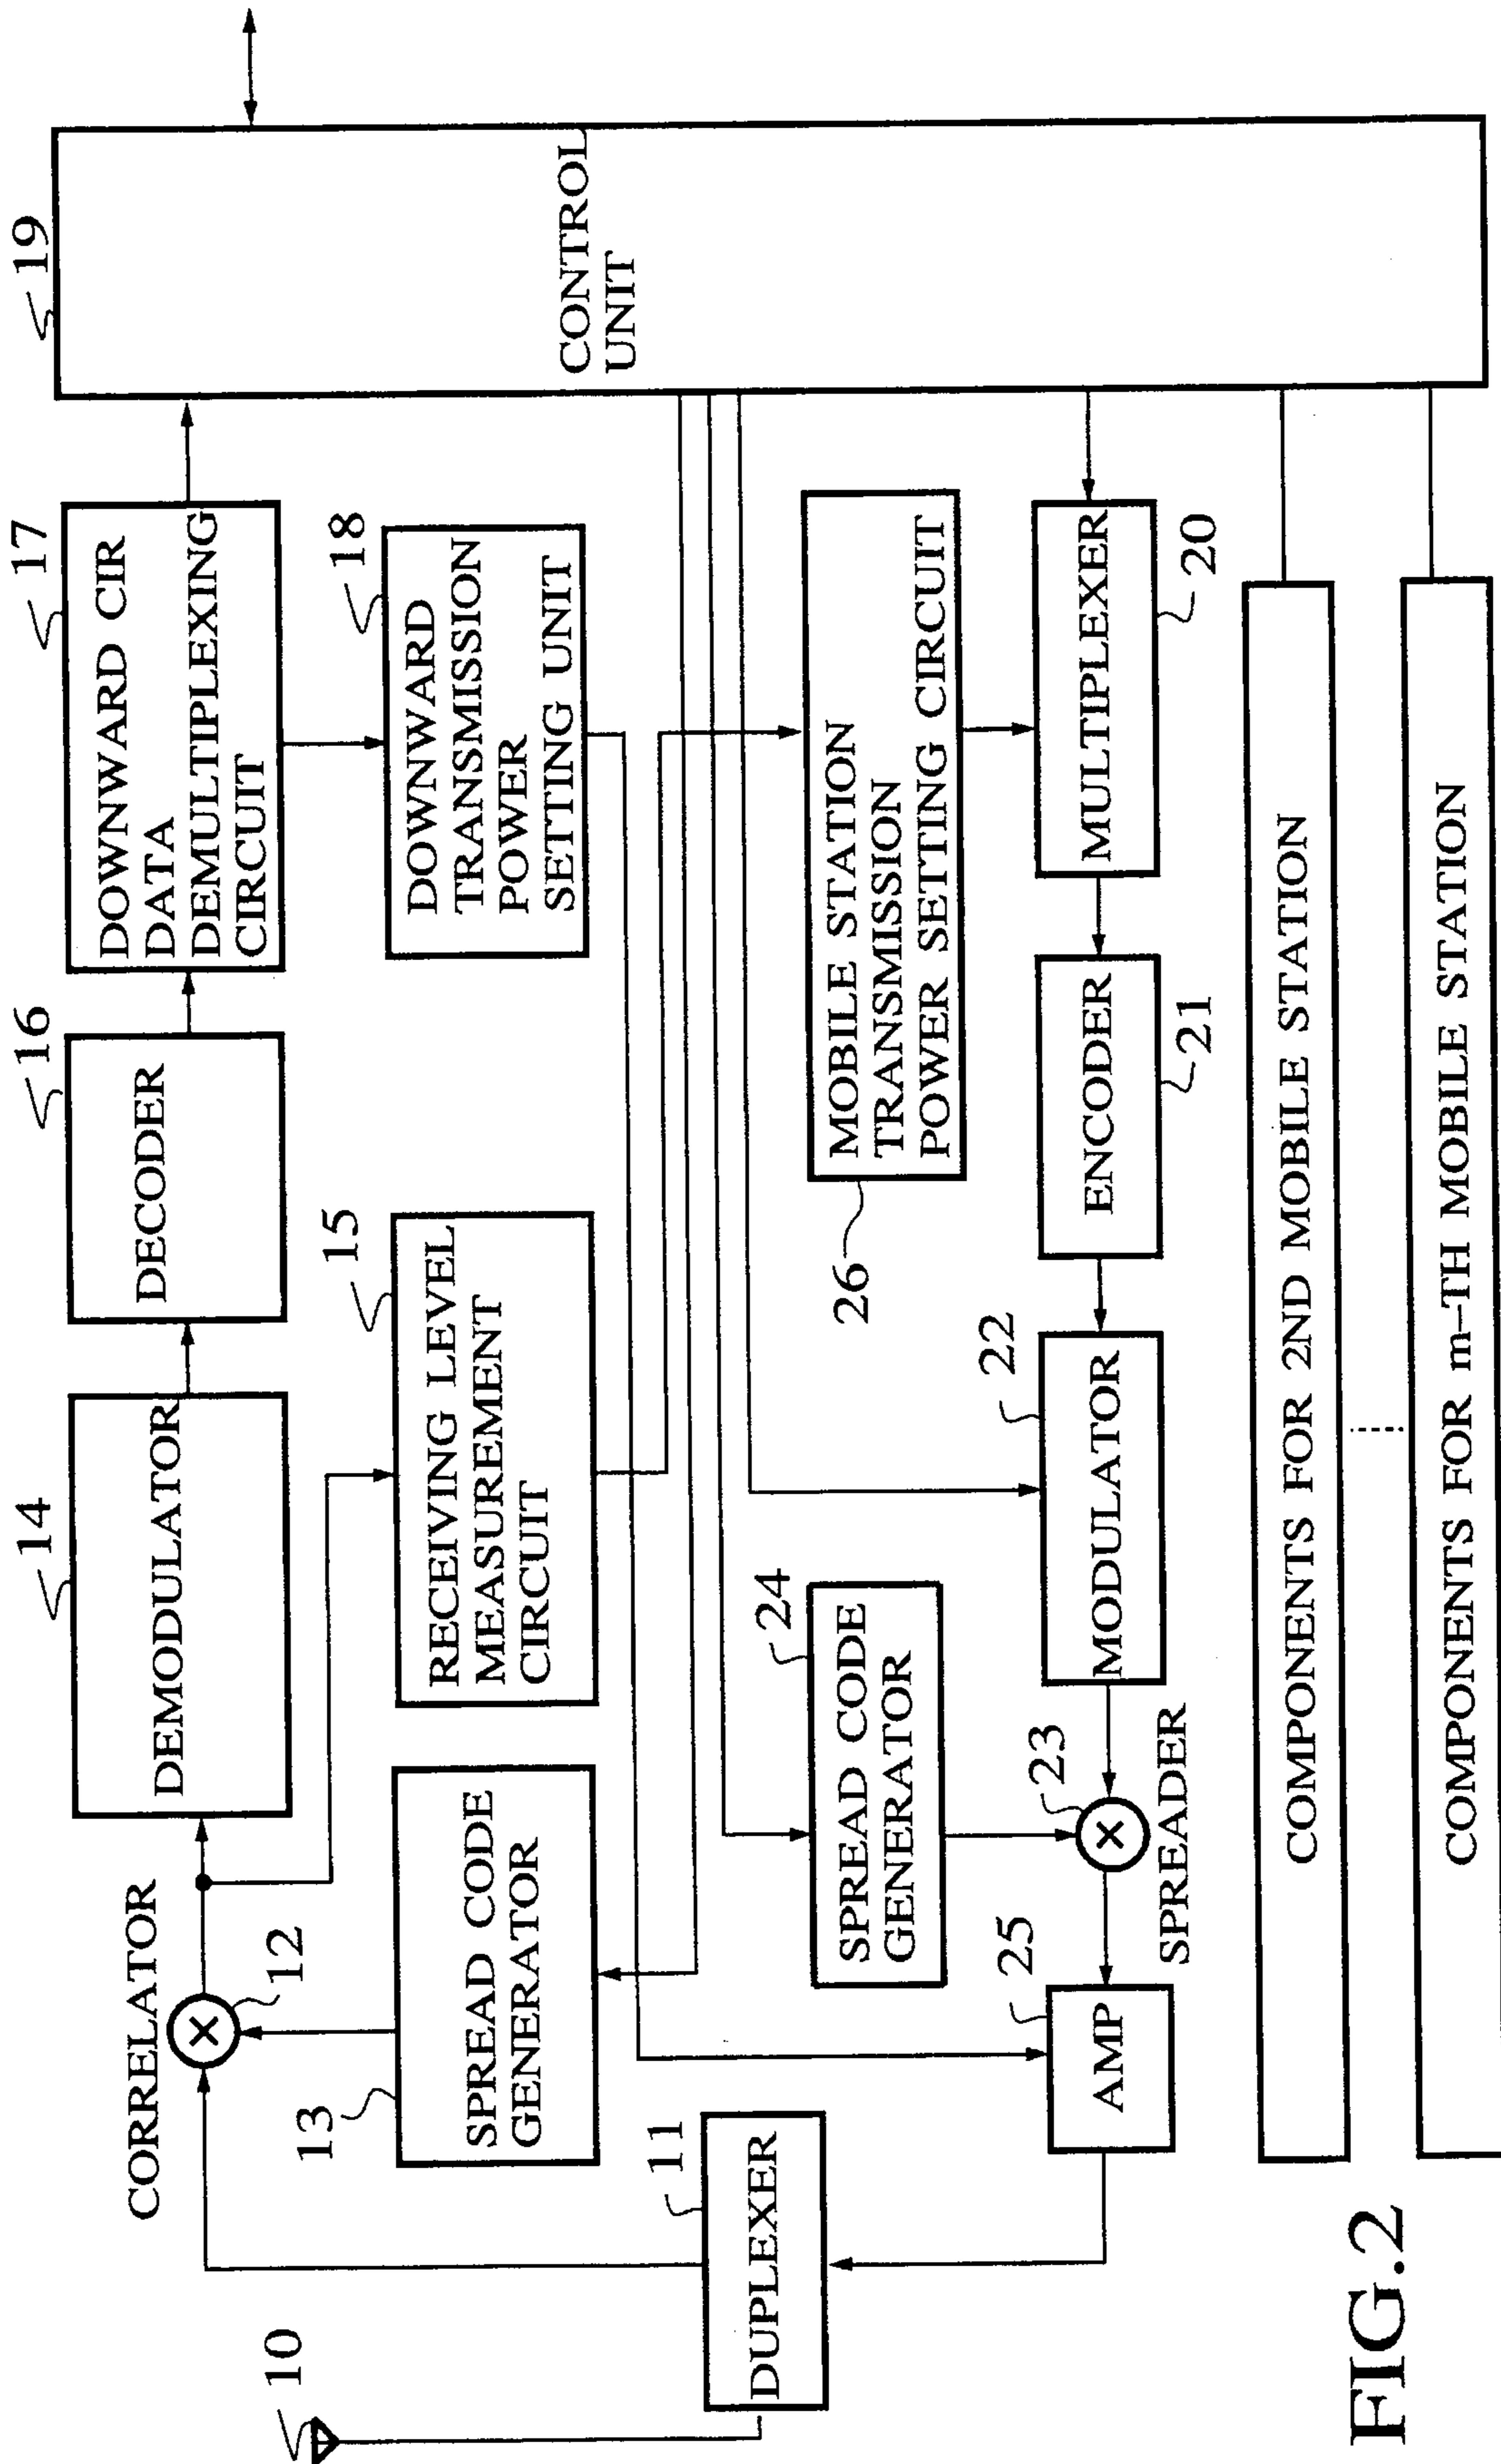 10
DUPLEXER
11
CORRELATOR
12
13
SPREAD CODE
GENERATOR
14
DEMODULATOR
15
RECEIVING LEVEL
MEASUREMENT
CIRCUIT
16
DECODER
17
DOWNWARD CIR
DATA
DEMULTIPLEXING
CIRCUIT
18
DOWNWARD
TRANSMISSION
POWER
SETTING UNIT
19
CONTROL
UNIT
26
MOBILE STATION
TRANSMISSION
POWER SETTING CIRCUIT
MULTIPLEXER
20
ENCODER
21
22
MODULATOR
24
SPREAD CODE
GENERATOR
23
SPREADER
25
AMP
COMPONENTS FOR 2ND MOBILE STATION
COMPONENTS FOR m-TH MOBILE STATION
FIG.2